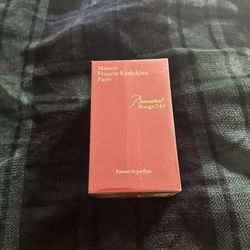 Maison
Francis Kurkdjian
Paris
Baccarat
Rouge 540
Extrait de parfum